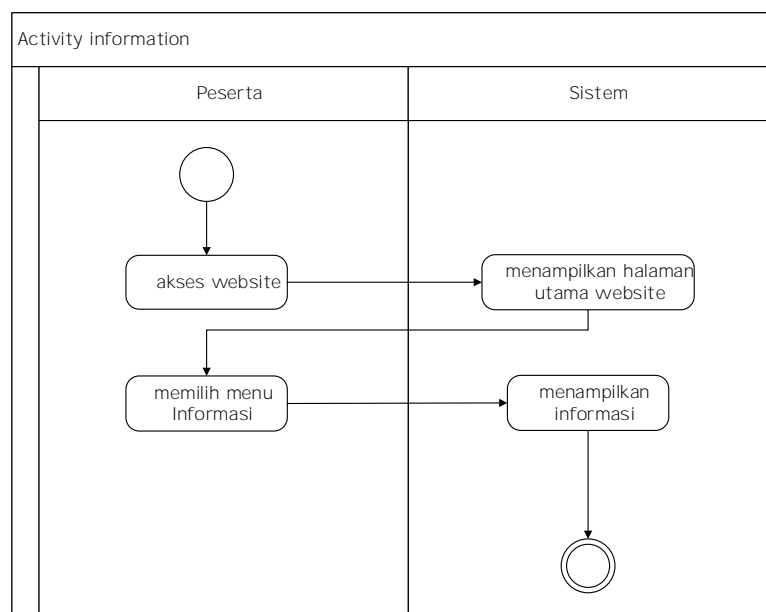 Activity information
Peserta
Sistem
akses website
menampilkan halaman
utama website
memilih menu
Informasi
menampilkan
informasi